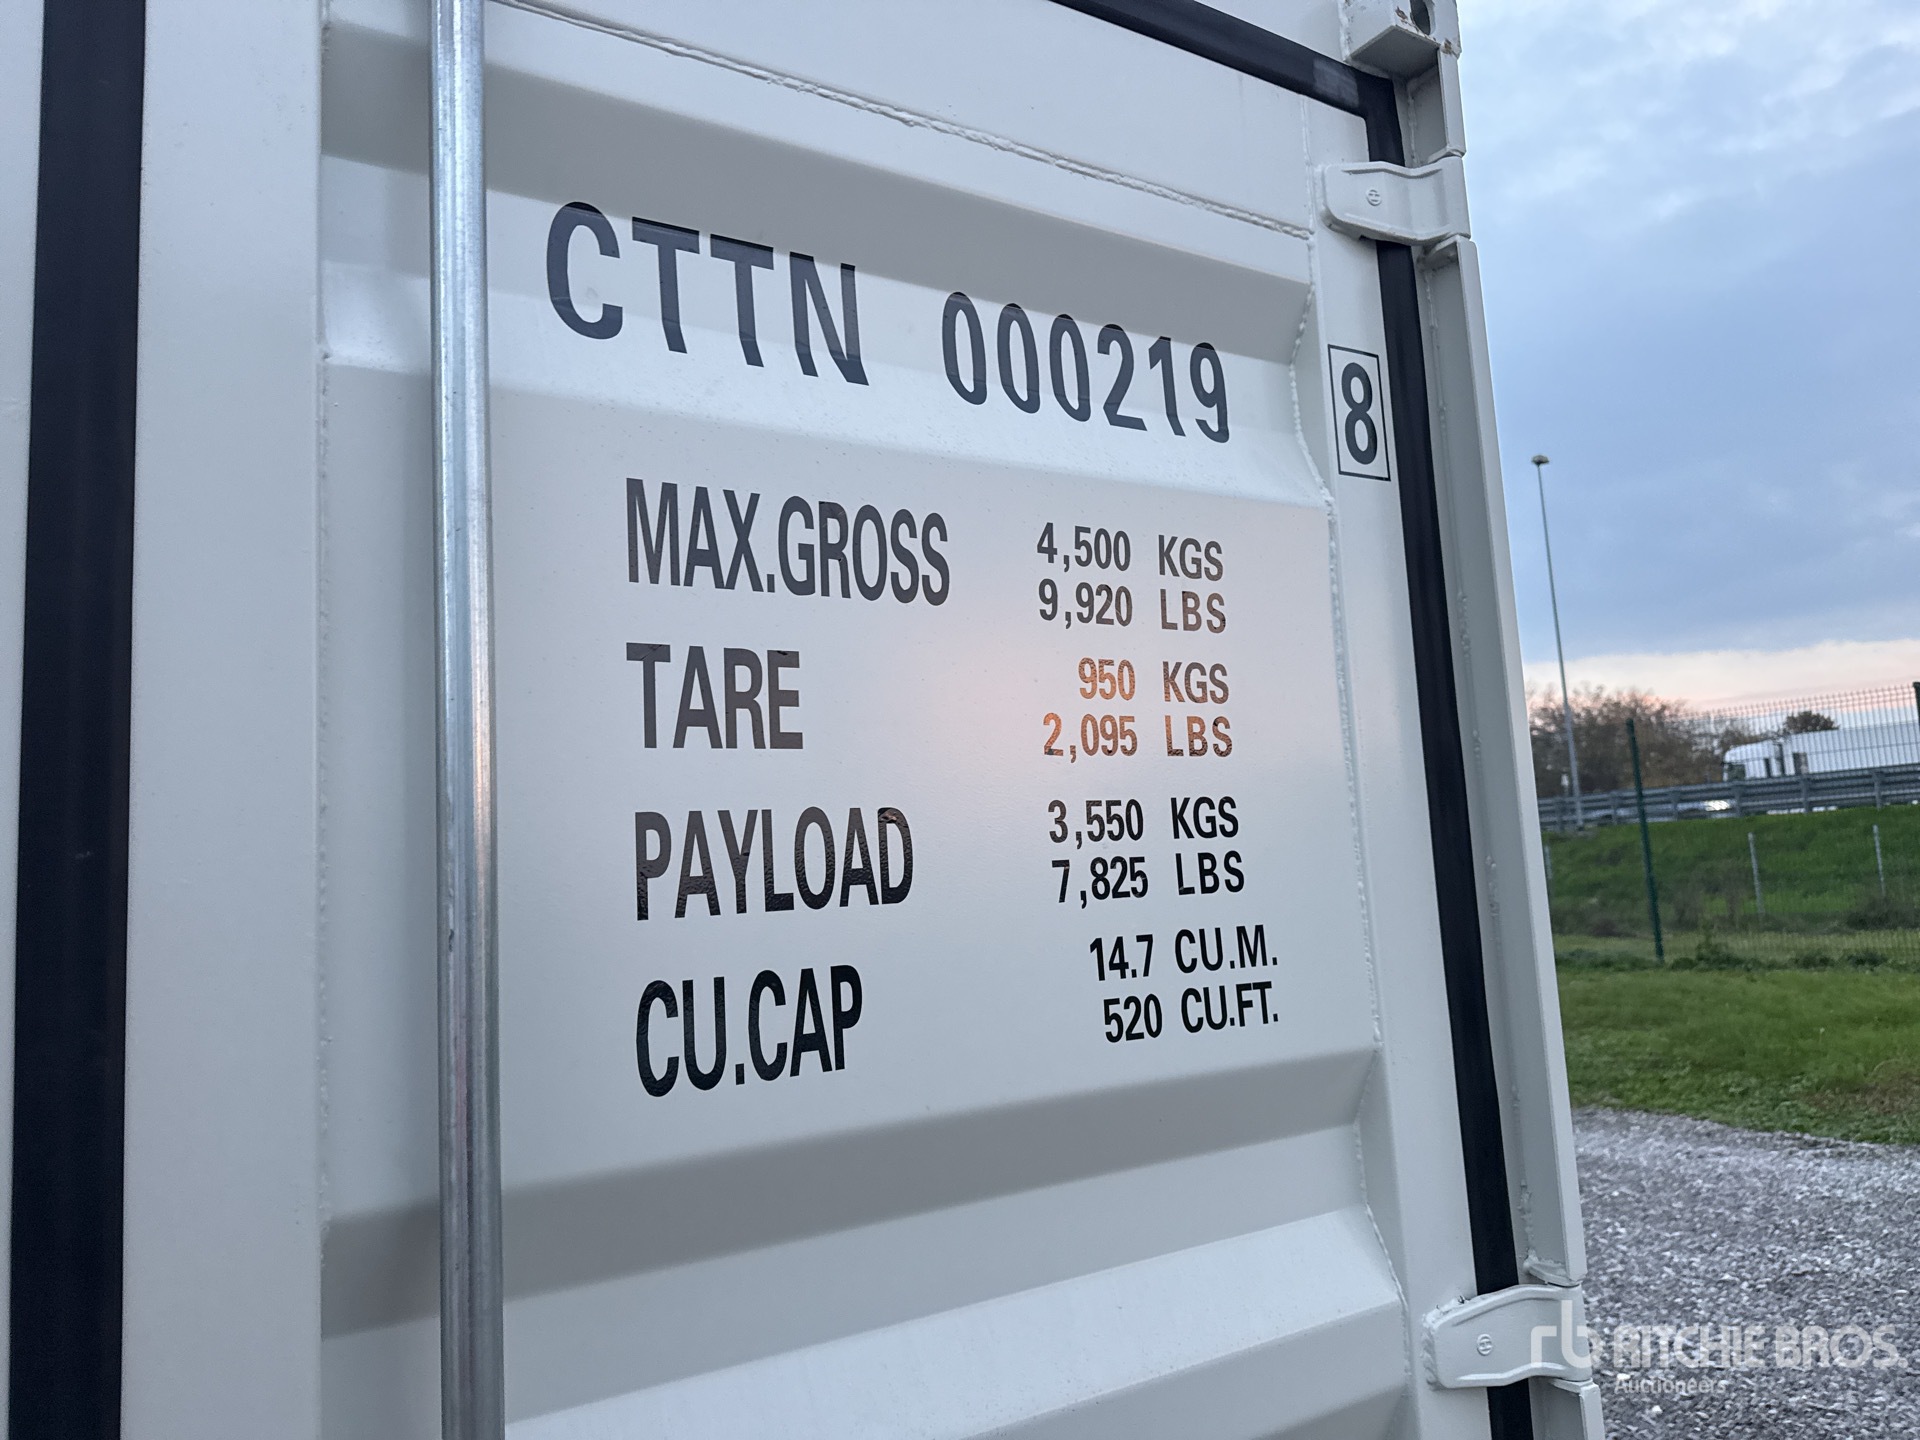 CTTN 000219 8
MAX.GROSS 4,500 KGS
9,920 LBS
TARE 950 KGS
2,095 LBS
PAYLOAD 3,550 KGS
7,825 LBS
CU.CAP 14.7 CU.M.
520 CU.FT.
rb RITCHIE BROS.
Auctioneers